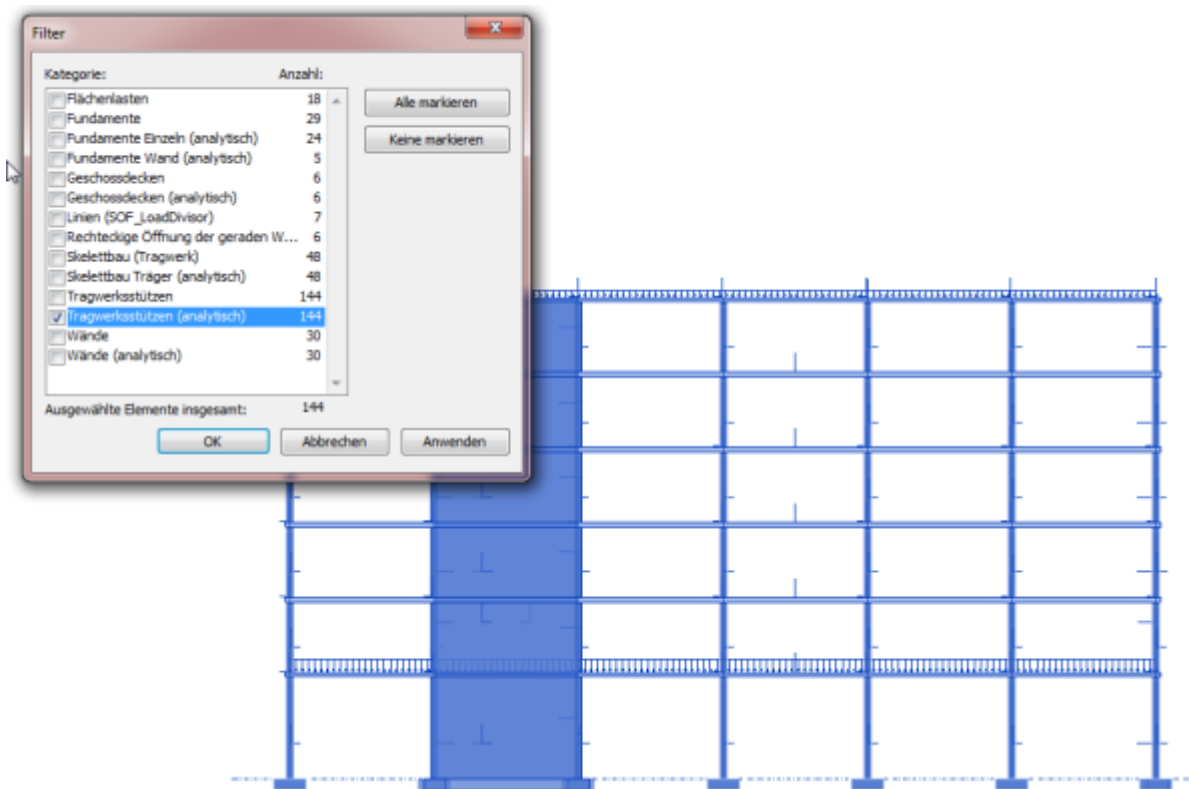 Filter
Kategorie: Anzahl:
Flächenlasten 18
Fundamente 29
Fundamente Einzeln (analytisch) 24
Fundamente Wand (analytisch) 5
Geschossdecken 6
Geschossdecken (analytisch) 6
Linien (SOF_LoadDivisor) 7
Rechteckige Öffnung der geraden W... 6
Skelettbau (Tragwerk) 48
Skelettbau Träger (analytisch) 48
Tragwerksstützen 144
Tragwerksstützen (analytisch) 144
Wände 30
Wände (analytisch) 30
Ausgewählte Elemente insgesamt: 144
Alle markieren
Keine markieren
OK Abbrechen Anwenden